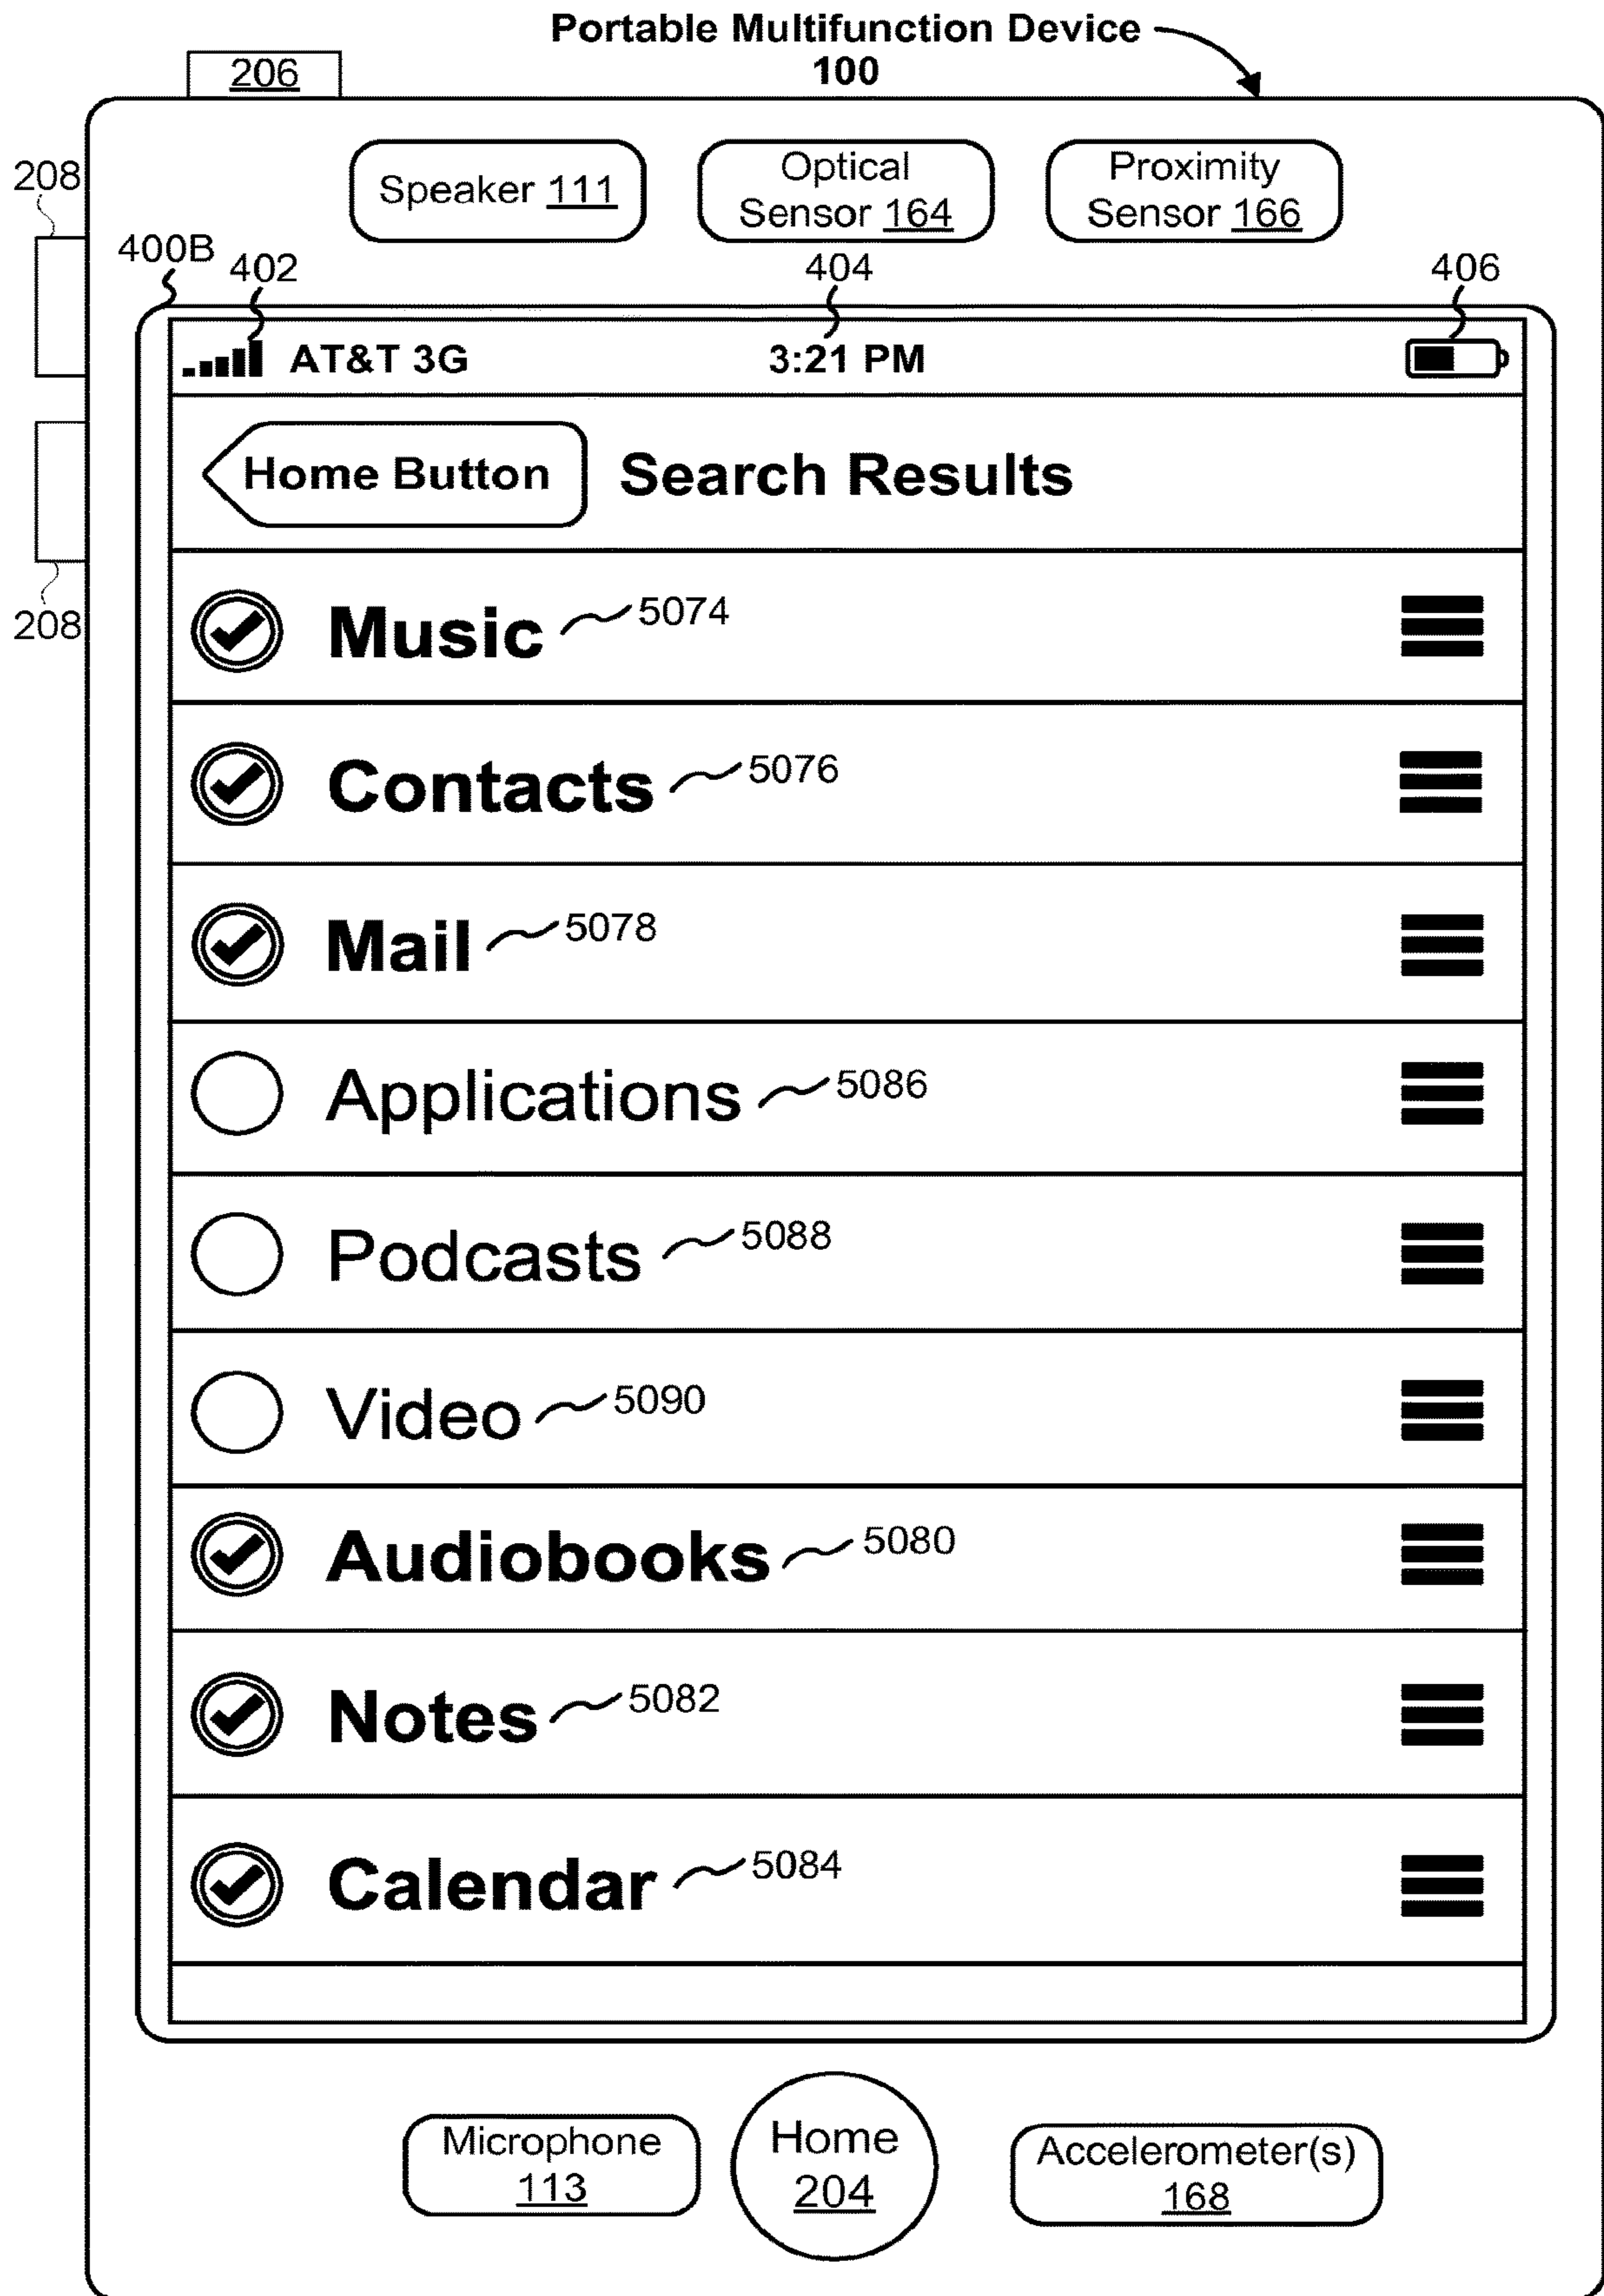 Portable Multifunction Device
100
206
208
Speaker 111
Optical
Sensor 164
Proximity
Sensor 166
400B
402
404
406
AT&T 3G
3:21 PM
Home Button
Search Results
208
Music 5074
Contacts 5076
Mail 5078
Applications 5086
Podcasts 5088
Video 5090
Audiobooks 5080
Notes 5082
Calendar 5084
Microphone
113
Home
204
Accelerometer(s)
168